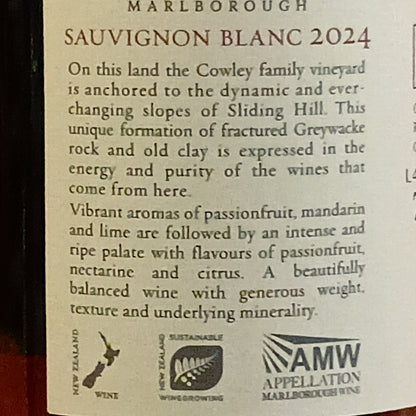 MARLBOROUGH
SAUVIGNON BLANC 2024
On this land the Cowley family vineyard
is anchored to the dynamic and ever-
changing slopes of Sliding Hill. This
unique formation of fractured Greywacke
rock and old clay is expressed in the
energy and purity of the wines that
come from here.
Vibrant aromas of passionfruit, mandarin
and lime are followed by an intense and
ripe palate with flavours of passionfruit,
nectarine and citrus. A beautifully
balanced wine with generous weight,
texture and underlying minerality.
NEW ZEALAND
WINE
NEW ZEALAND
SUSTAINABLE
WINEGROWING
AMW
APPELLATION
MARLBOROUGH WINE